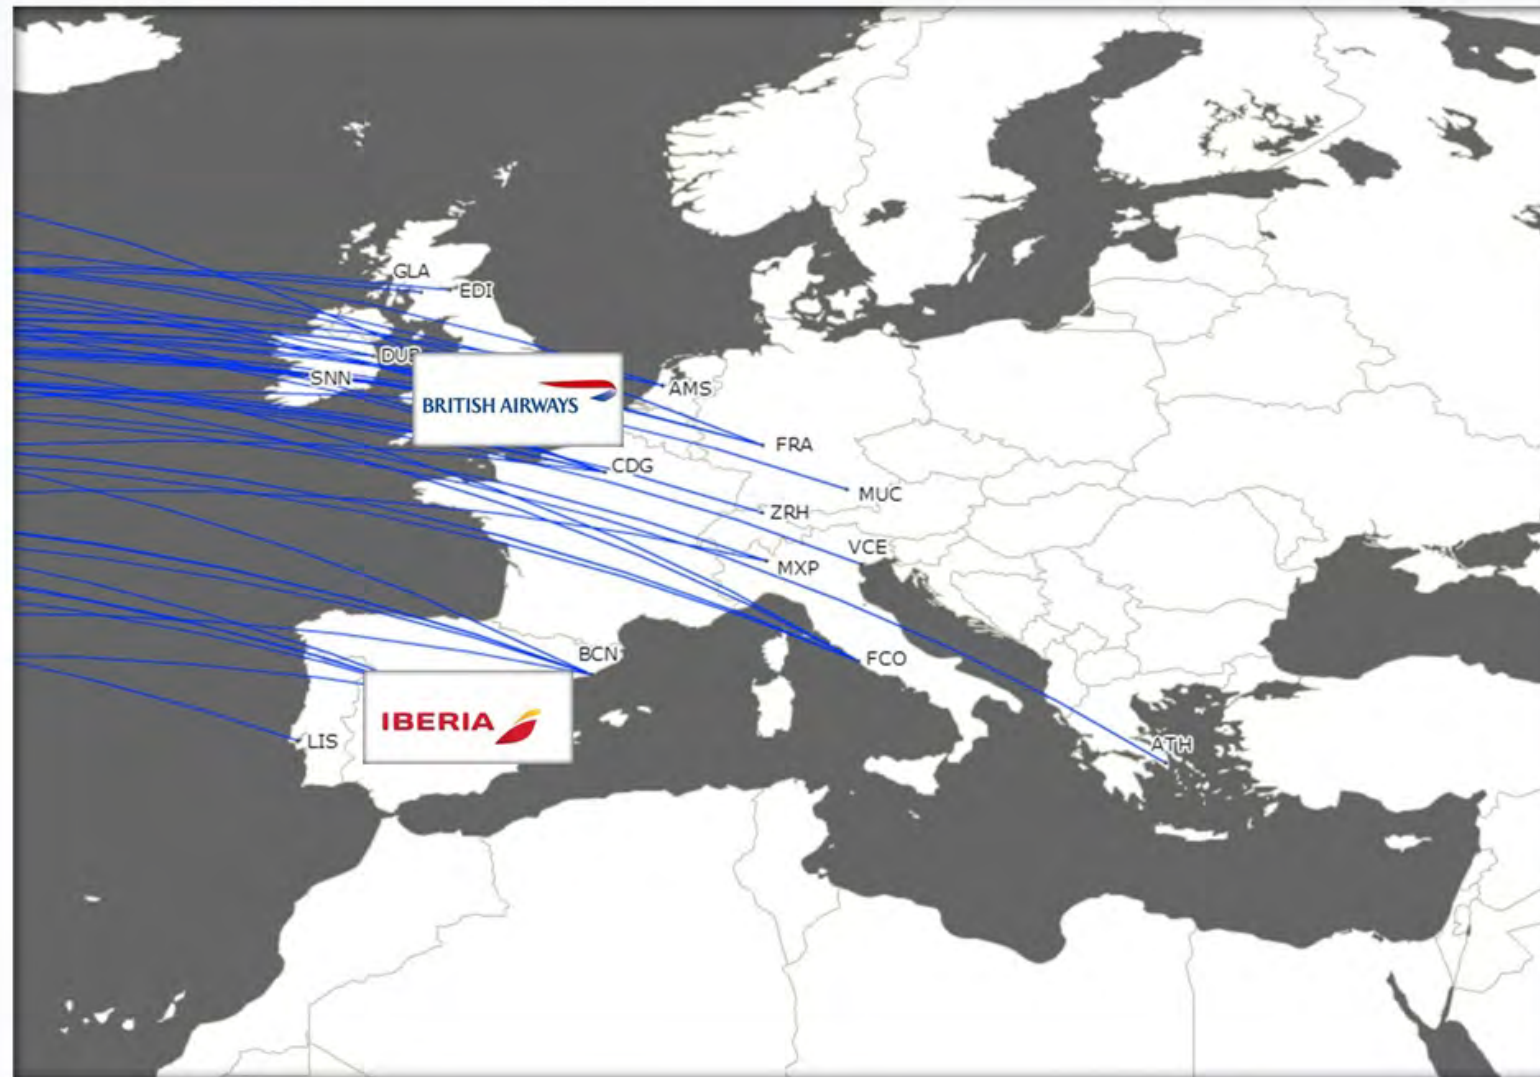 GLA
EDI
DUB
SNN
AMS
BRITISH AIRWAYS
FRA
CDG
MUC
ZRH
VCE
MXP
BCN
FCO
IBERIA
LIS
ATH